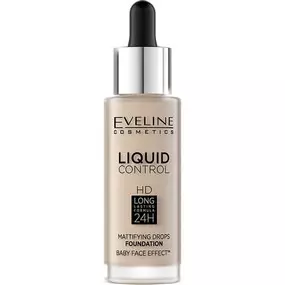 EVELINE
COSMETICS
LIQUID
CONTROL
HD
LONG
LASTING
FORMULA
24H
MATTIFYING DROPS
FOUNDATION
BABY FACE EFFECT™